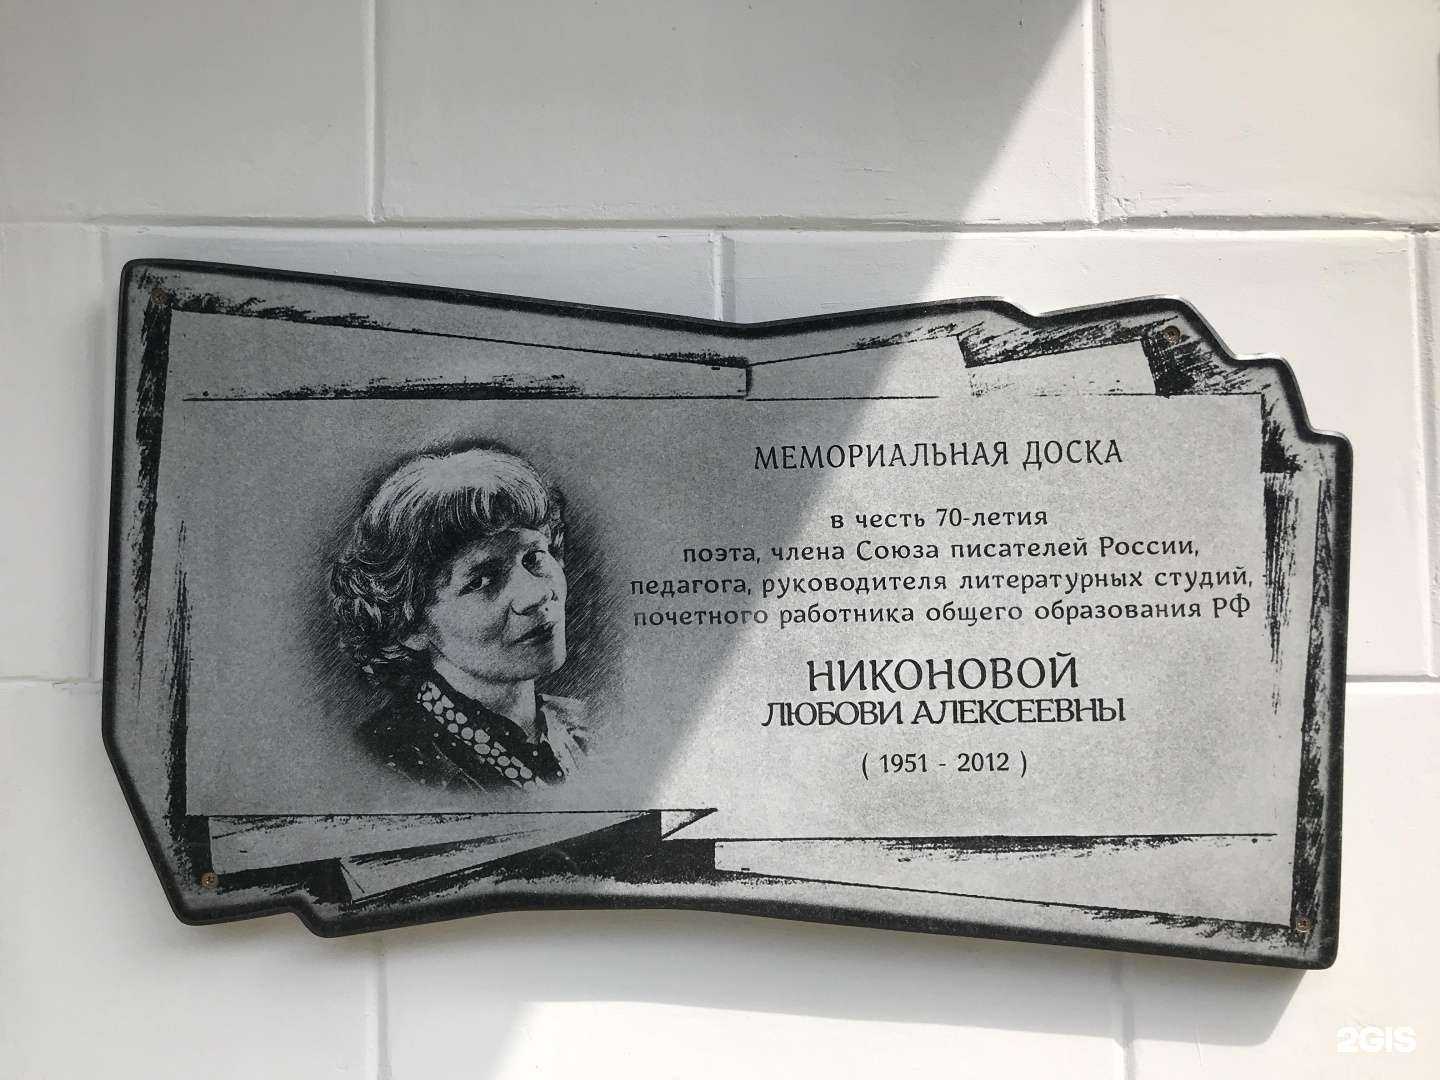 МЕМОРИАЛЬНАЯ ДОСКА
в честь 70-летия
поэта, члена Союза писателей России,
педагога, руководителя литературных студий,
почетного работника общего образования РФ
НИКОНОВОЙ
ЛЮБОВИ АЛЕКСЕЕВНЫ
( 1951 - 2012 )
2GIS